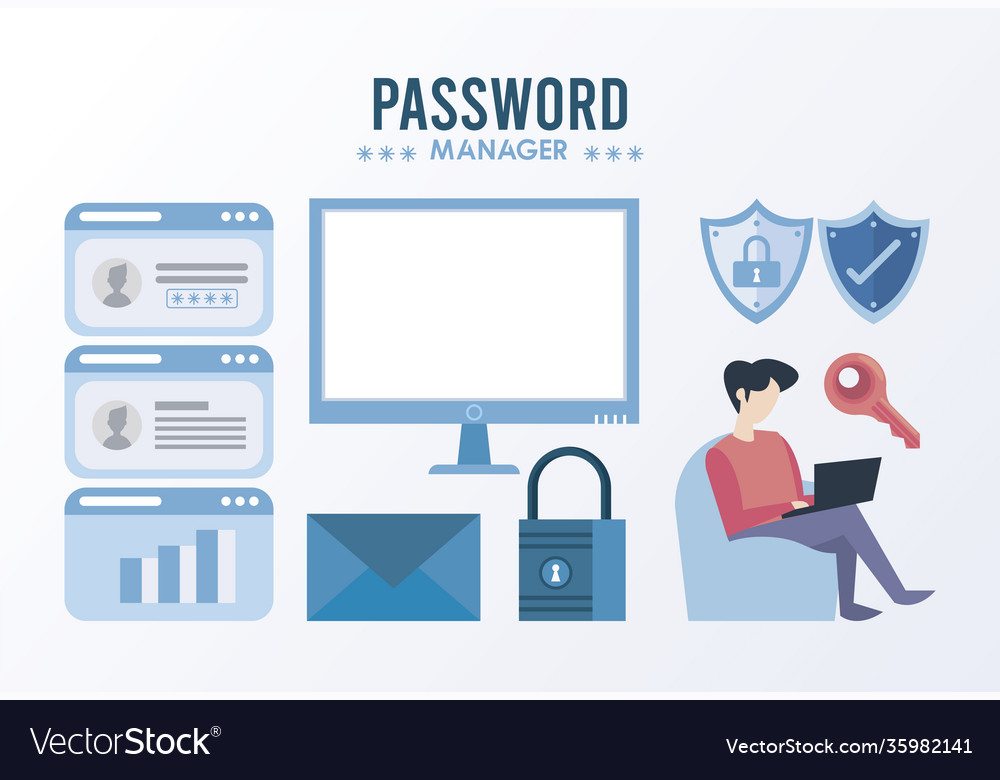 PASSWORD
*** MANAGER ***
****
VectorStock®
VectorStock.com/35982141